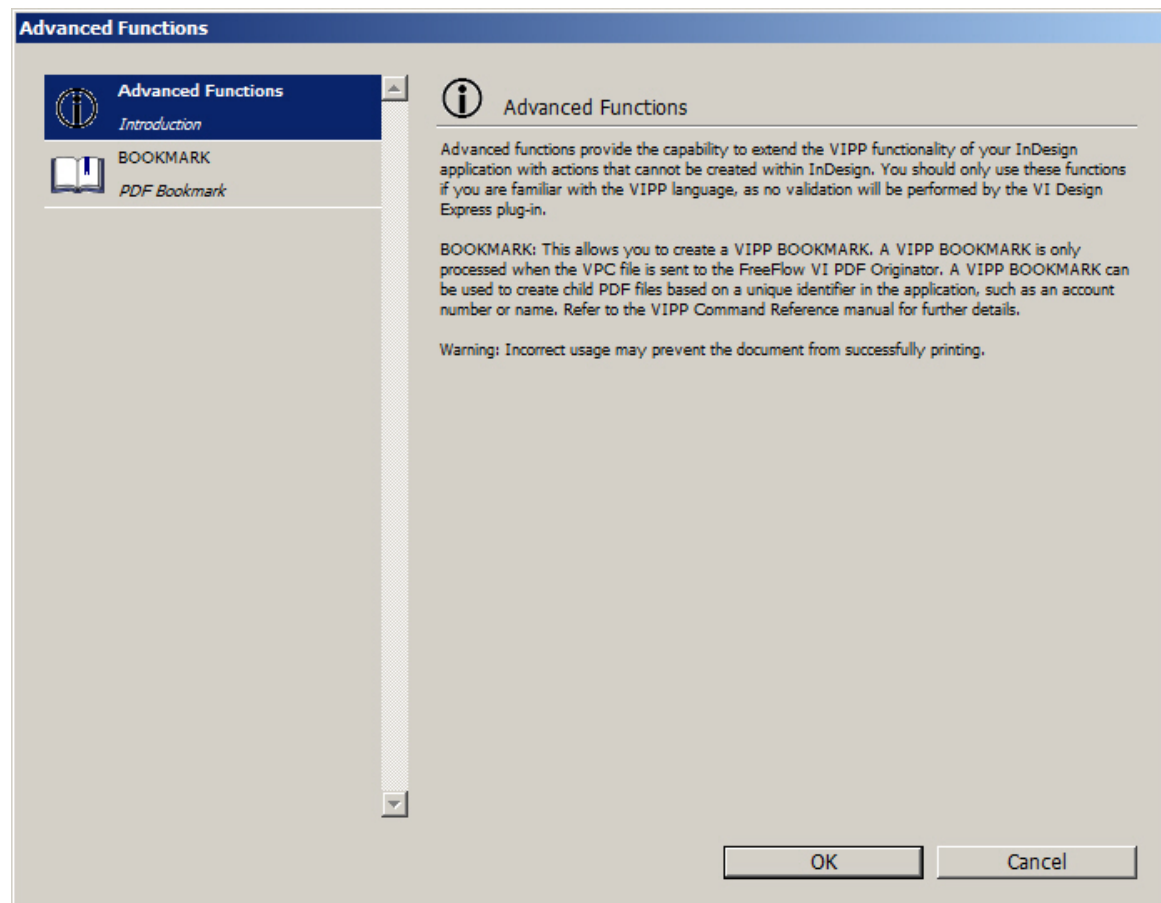 Advanced Functions
Advanced Functions
Introduction
BOOKMARK
PDF Bookmark
Advanced Functions
Advanced functions provide the capability to extend the VIPP functionality of your InDesign
application with actions that cannot be created within InDesign. You should only use these functions
if you are familiar with the VIPP language, as no validation will be performed by the VI Design
Express plug-in.
BOOKMARK: This allows you to create a VIPP BOOKMARK. A VIPP BOOKMARK is only
processed when the VPC file is sent to the FreeFlow VI PDF Originator. A VIPP BOOKMARK can
be used to create child PDF files based on a unique identifier in the application, such as an account
number or name. Refer to the VIPP Command Reference manual for further details.
Warning: Incorrect usage may prevent the document from successfully printing.
OK
Cancel